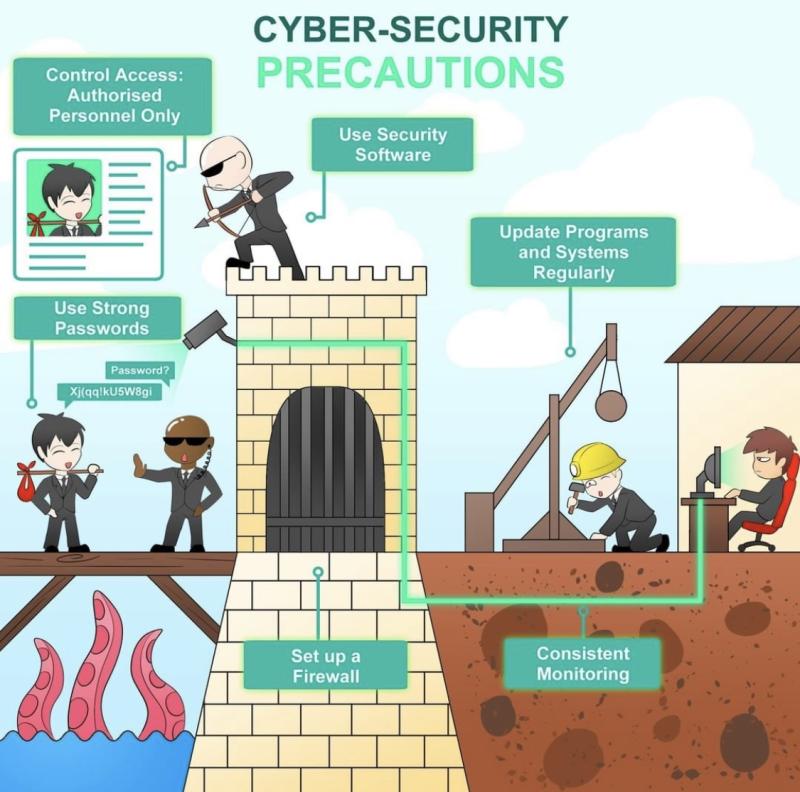 CYBER-SECURITY
PRECAUTIONS
Control Access:
Authorised
Personnel Only
Use Security
Software
Update Programs
and Systems
Regularly
Use Strong
Passwords
Password?
Xj(qq!kU5W8gi
Set up a
Firewall
Consistent
Monitoring